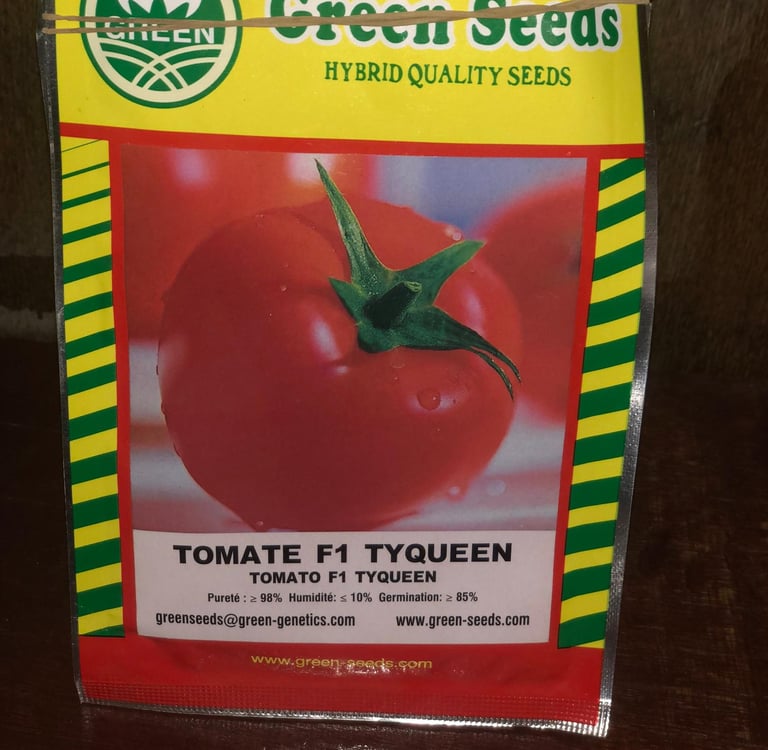 GREEN
Green Seeds
HYBRID QUALITY SEEDS
TOMATE F1 TYQUEEN
TOMATO F1 TYQUEEN
Pureté : ≥ 98% Humidité: ≤ 10% Germination: ≥ 85%
greenseeds@green-genetics.com www.green-seeds.com
www.green-seeds.com